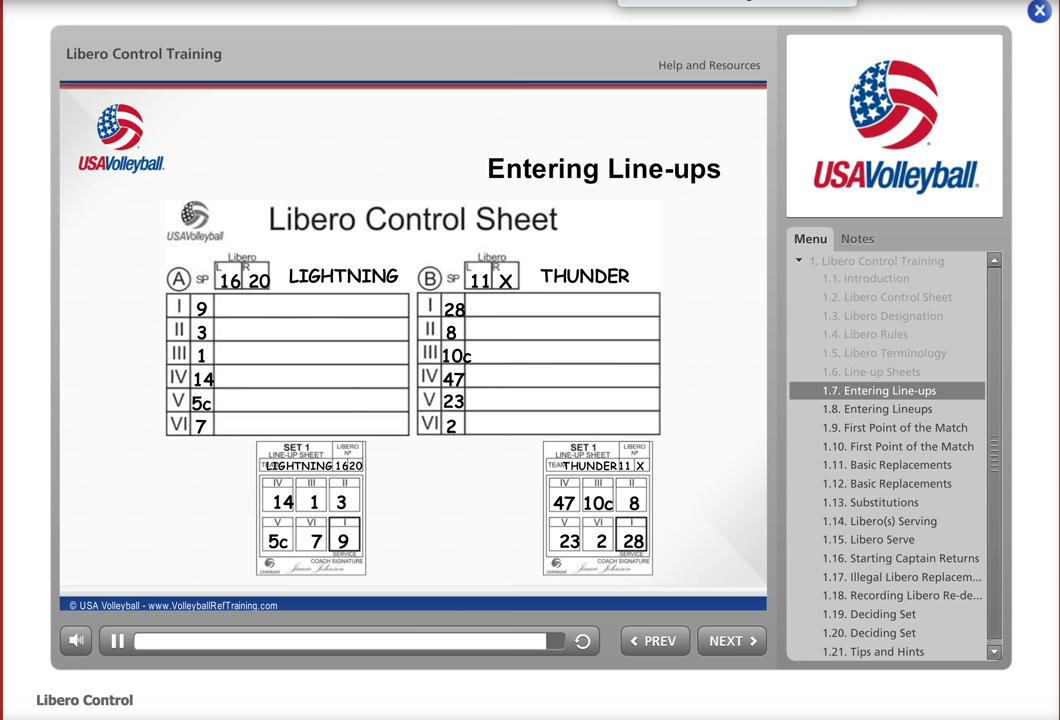 Libero Control Training
Help and Resources
USAVolleyball.
Entering Line-ups
USAVolleyball
Libero Control Sheet
Libero
A SP L 16 R 20 LIGHTNING
I 9
II 3
III 1
IV 14
V 5c
VI 7
Libero
B SP L 11 R X THUNDER
I 28
II 8
III 10c
IV 47
V 23
VI 2
SET 1
LINE-UP SHEET
LIBERO
Nº
LIGHTNING 16 20
IV III II
14 1 3
V VI I
5c 7 9
SERVICE
COACH SIGNATURE
Jamie Johnson
SET 1
LINE-UP SHEET
LIBERO
Nº
TEAM THUNDER 11 X
IV III II
47 10c 8
V VI I
23 2 28
SERVICE
COACH SIGNATURE
Jamie Johnson
© USA Volleyball - www.VolleyballRefTraining.com
PREV
NEXT
USAVolleyball.
Menu Notes
1. Libero Control Training
1.1. Introduction
1.2. Libero Control Sheet
1.3. Libero Designation
1.4. Libero Rules
1.5. Libero Terminology
1.6. Line-up Sheets
1.7. Entering Line-ups
1.8. Entering Lineups
1.9. First Point of the Match
1.10. First Point of the Match
1.11. Basic Replacements
1.12. Basic Replacements
1.13. Substitutions
1.14. Libero(s) Serving
1.15. Libero Serve
1.16. Starting Captain Returns
1.17. Illegal Libero Replacem...
1.18. Recording Libero Re-de...
1.19. Deciding Set
1.20. Deciding Set
1.21. Tips and Hints
Libero Control